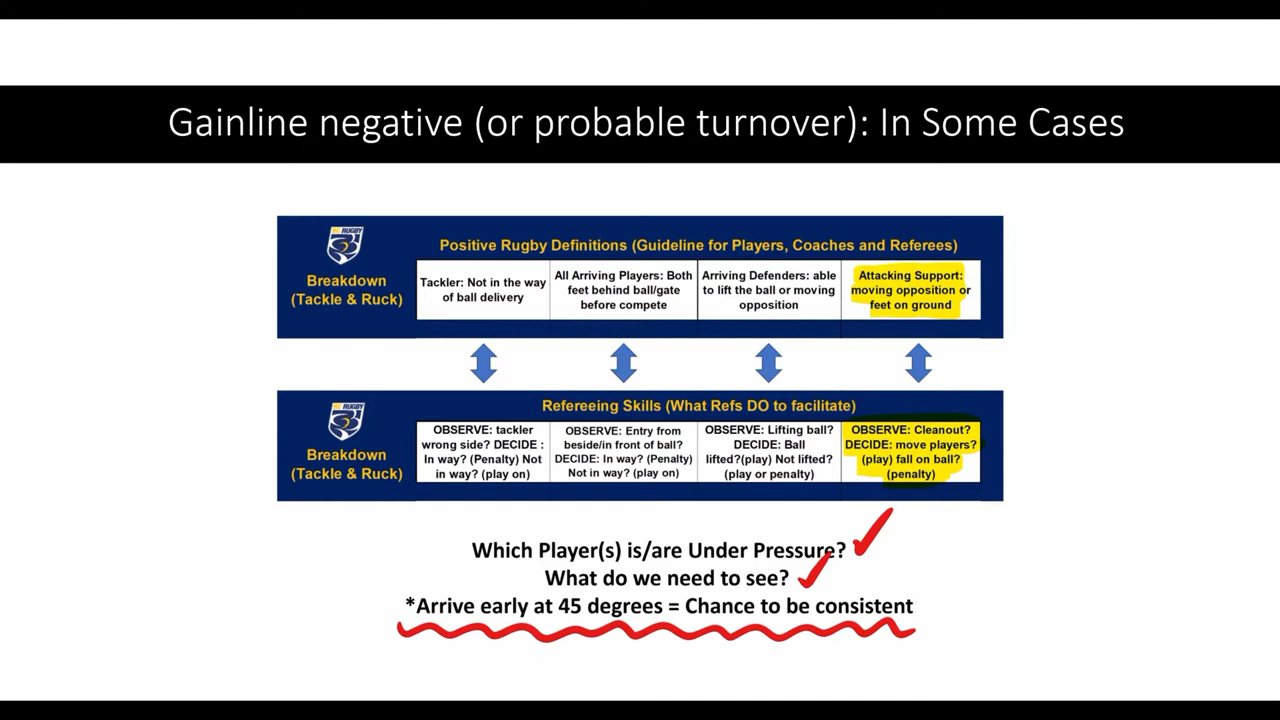 Gainline negative (or probable turnover): In Some Cases
BC RUGBY
Breakdown
(Tackle & Ruck)
Positive Rugby Definitions (Guideline for Players, Coaches and Referees)
Tackler: Not in the way
of ball delivery
All Arriving Players: Both
feet behind ball/gate
before compete
Arriving Defenders: able
to lift the ball or moving
opposition
Attacking Support:
moving opposition or
feet on ground
BC RUGBY
Breakdown
(Tackle & Ruck)
Refereeing Skills (What Refs DO to facilitate)
OBSERVE: tackler
wrong side? DECIDE :
In way? (Penalty) Not
in way? (play on)
OBSERVE: Entry from
beside/in front of ball?
DECIDE: In way? (Penalty)
Not in way? (play on)
OBSERVE: Lifting ball?
DECIDE: Ball
lifted?(play) Not lifted?
(play or penalty)
OBSERVE: Cleanout?
DECIDE: move players?
(play) fall on ball?
(penalty)
Which Player(s) is/are Under Pressure?
What do we need to see?
*Arrive early at 45 degrees = Chance to be consistent